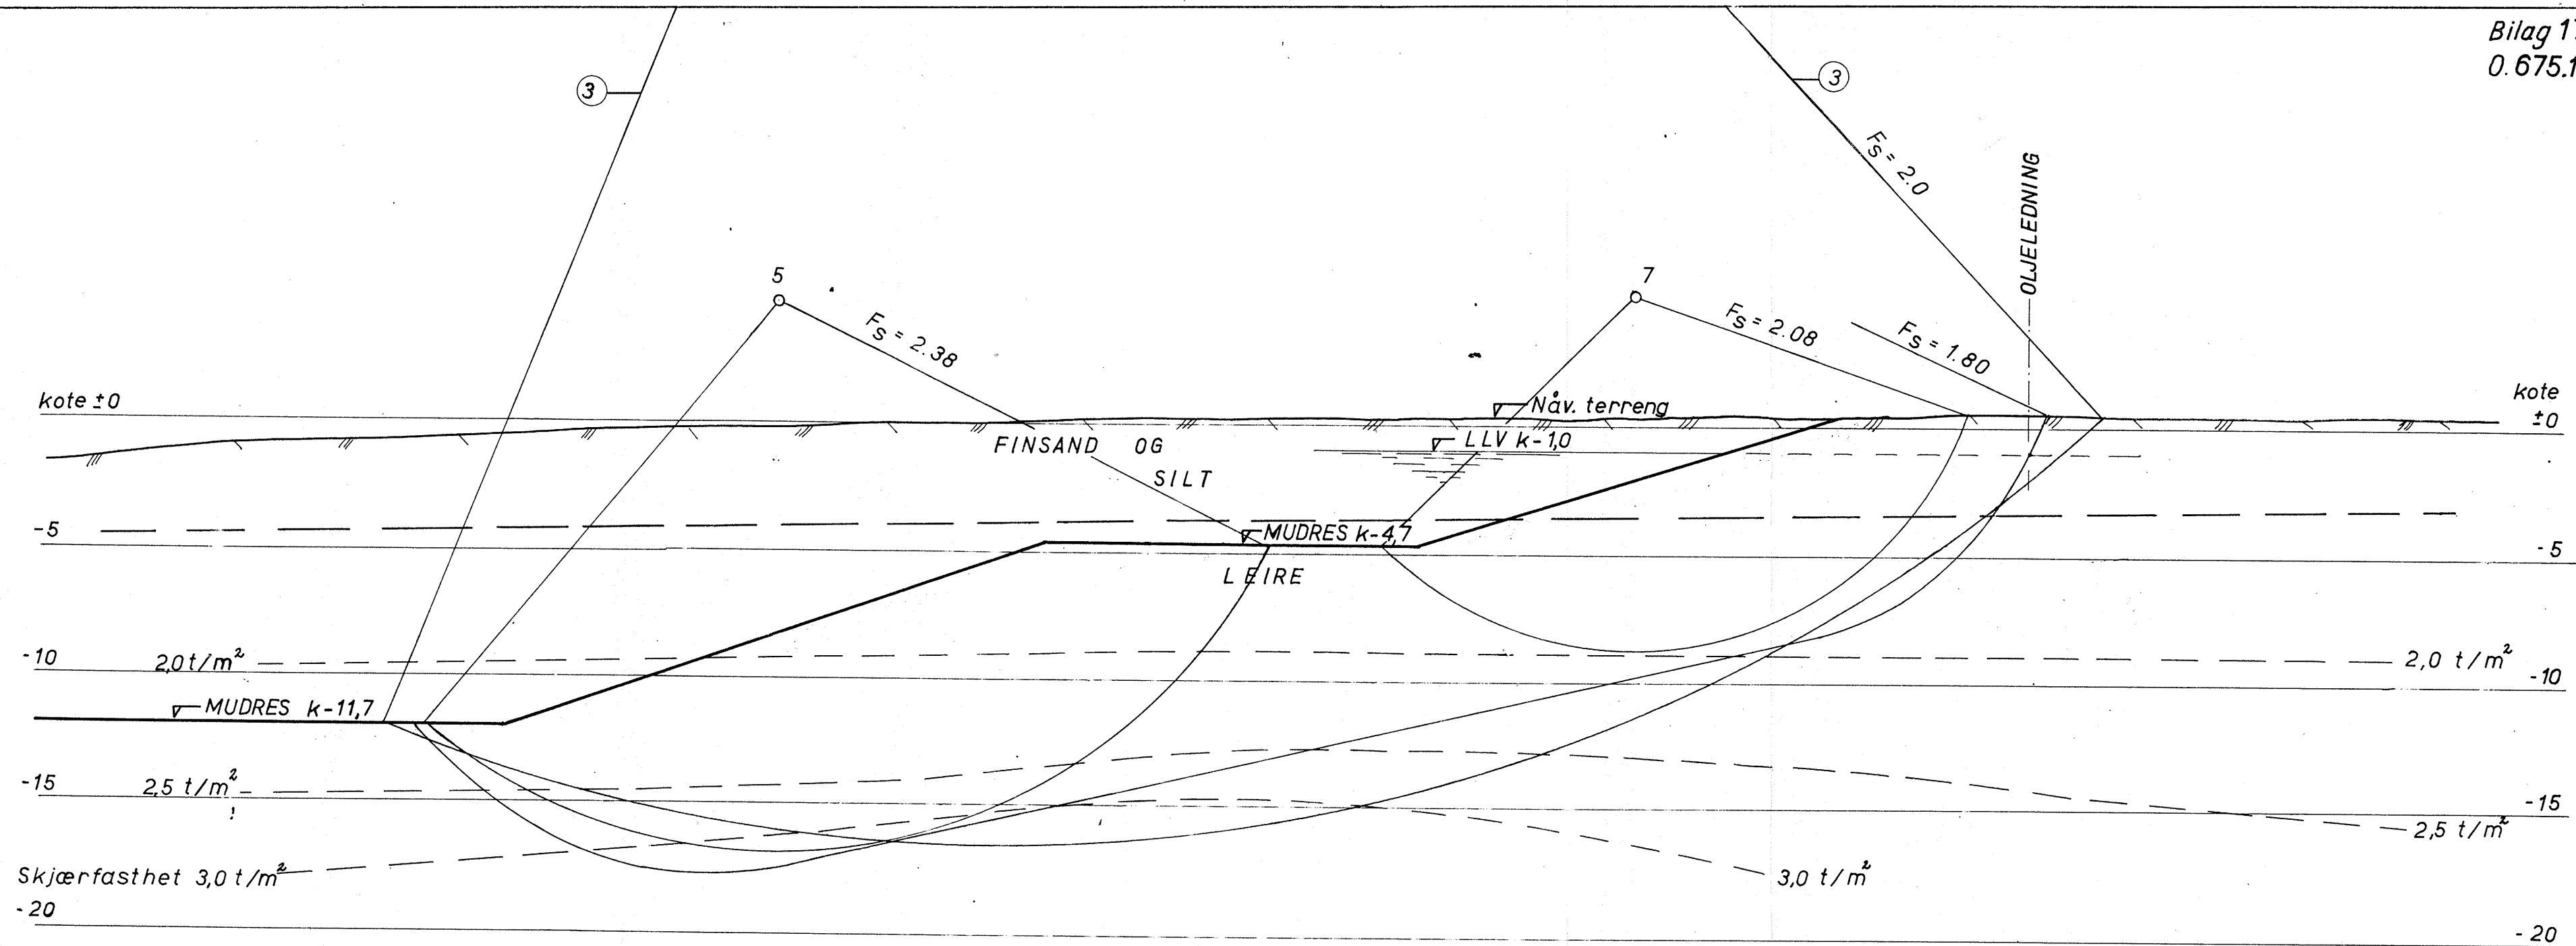 Bilag 1
0.675.1
3
3
Fs = 2.0
OLJELEDNING
5
7
Fs = 2.38
Fs = 2.08
Fs = 1.80
kote ±0
kote
±0
Nåv. terreng
LLV k-1,0
FINSAND OG
SILT
-5
MUDRES k-4,7
-5
LEIRE
-10
2,0 t/m²
2,0 t/m²
-10
MUDRES k-11,7
-15
2,5 t/m²
-15
2,5 t/m²
Skjærfasthet 3,0 t/m²
3,0 t/m²
-20
-20